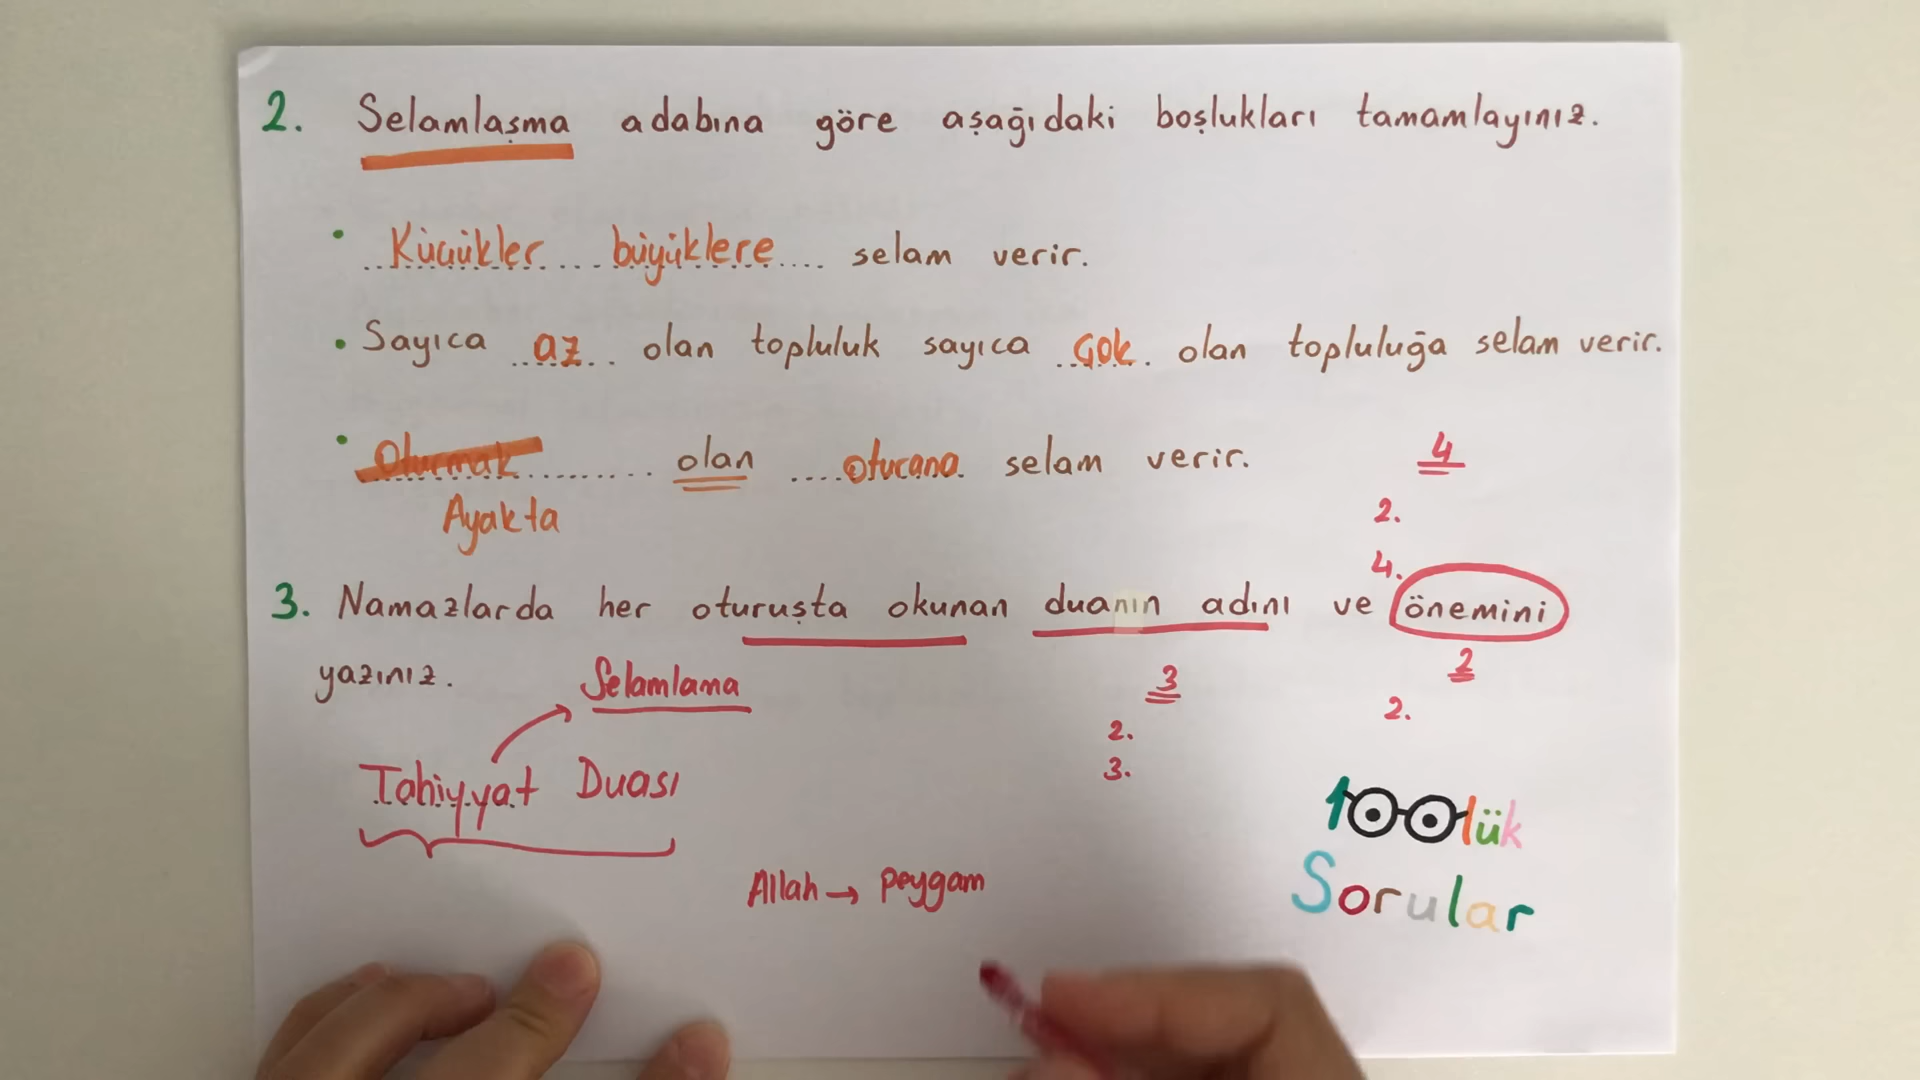 2. Selamlaşma adabına göre aşağıdaki boşlukları tamamlayınız.
• Küçükler büyüklere selam verir.
• Sayıca az olan topluluk sayıca çok olan topluluğa selam verir.
• Oturmak olan oturana selam verir.
Ayakta
4
2.
4.
3. Namazlarda her oturuşta okunan duanın adını ve önemini
yazınız.
Selamlama
3
2.
3.
2
2.
Tahiyyat Duası
Allah → Peygam
100lük
Sorular